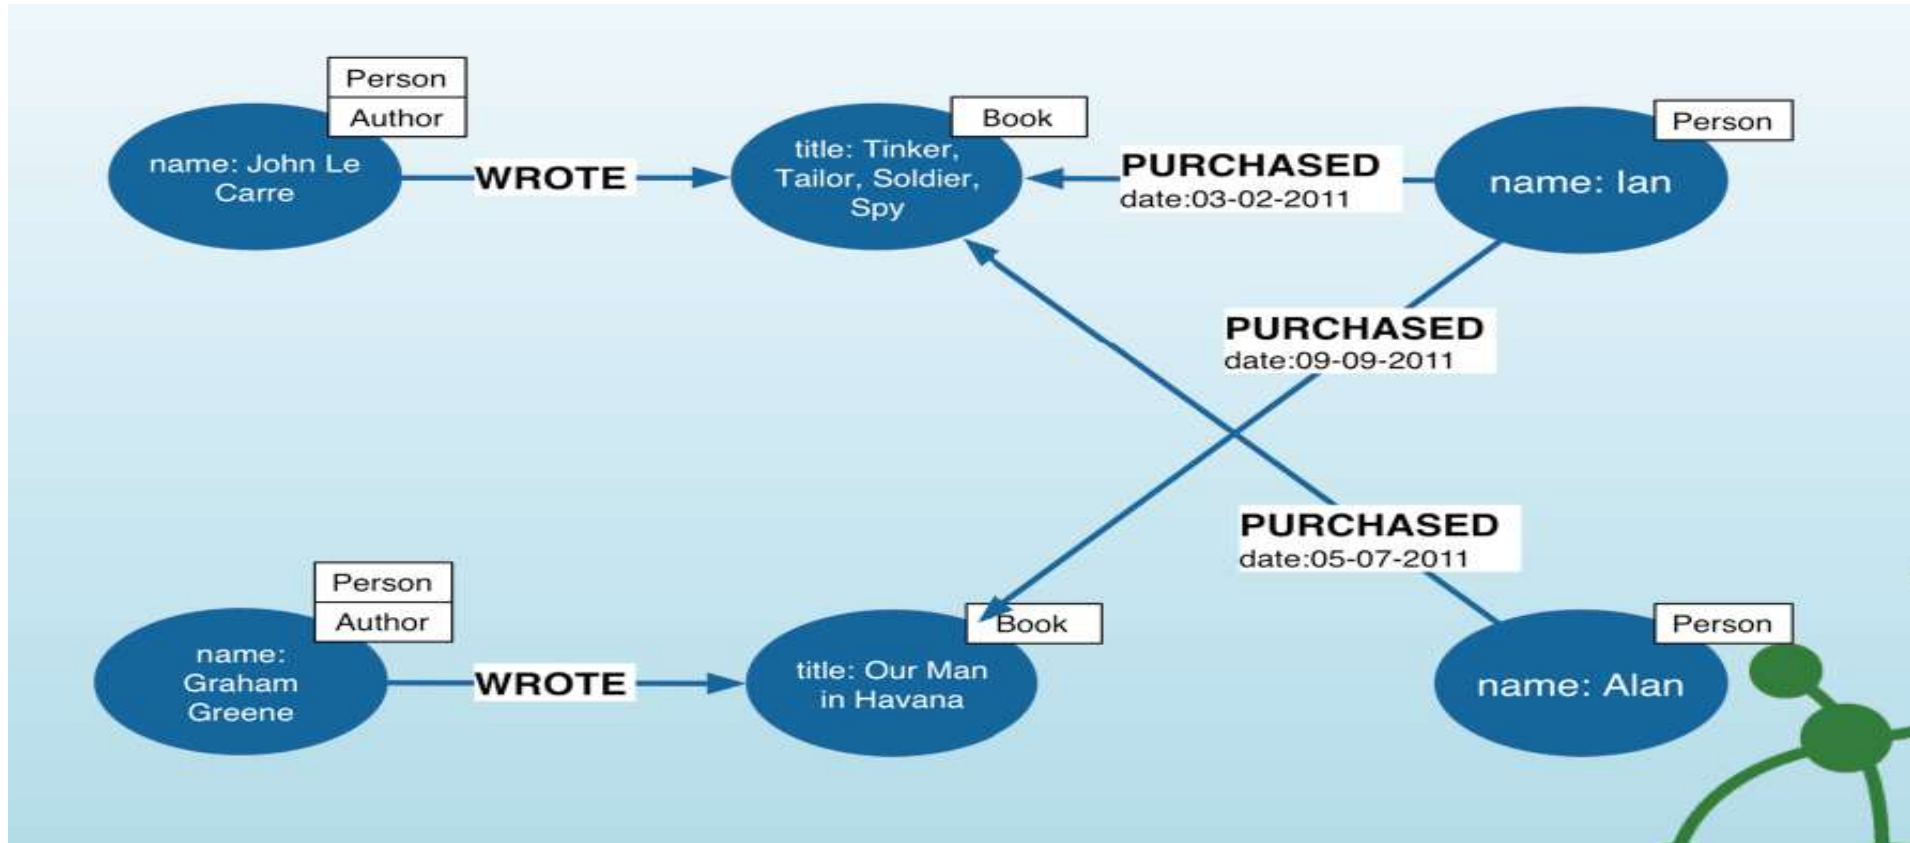 Person
Author
name: John Le
Carre
WROTE
Book
title: Tinker,
Tailor, Soldier,
Spy
PURCHASED
date:03-02-2011
Person
name: Ian
PURCHASED
date:09-09-2011
PURCHASED
date:05-07-2011
Person
Author
name:
Graham
Greene
WROTE
Book
title: Our Man
in Havana
Person
name: Alan